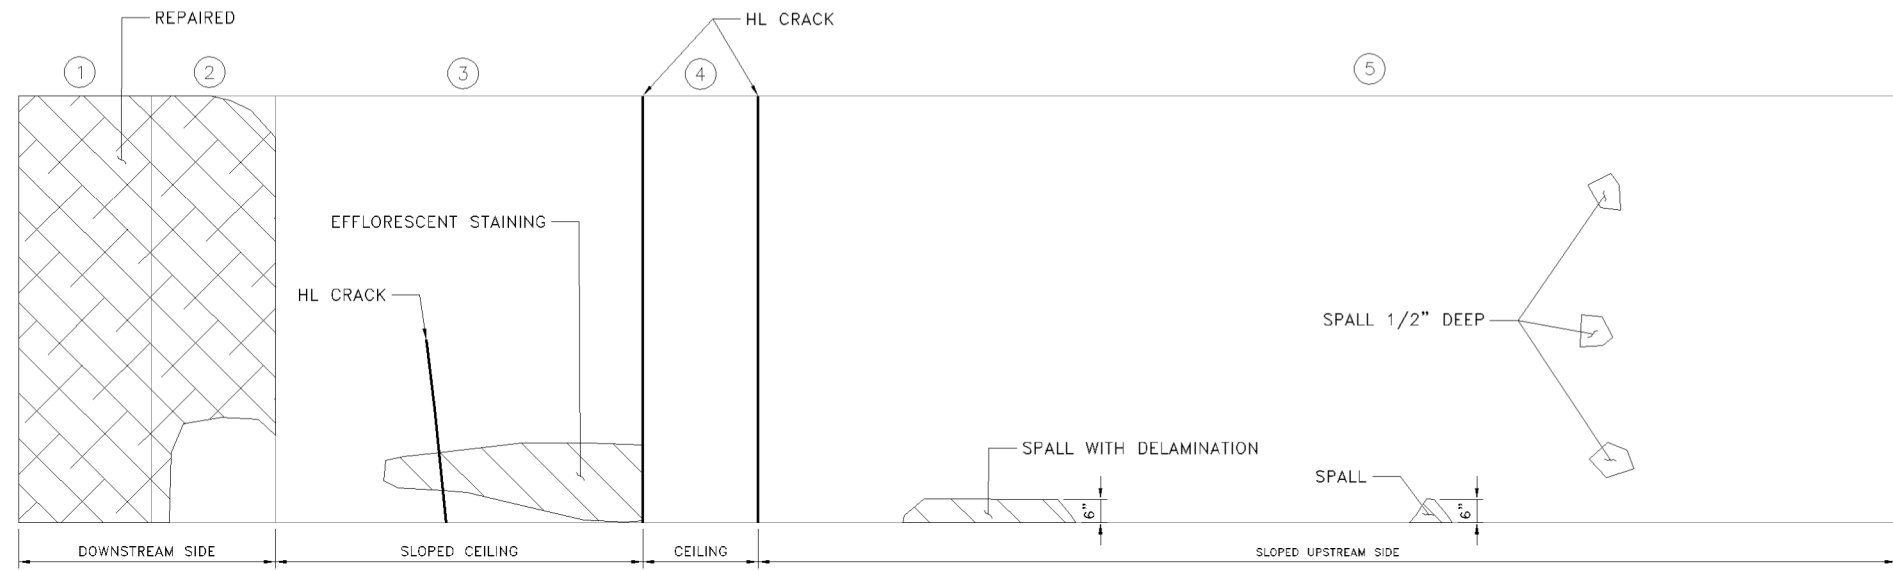 REPAIRED
HL CRACK
1
2
3
4
5
EFFLORESCENT STAINING
HL CRACK
SPALL 1/2" DEEP
SPALL WITH DELAMINATION
SPALL
6"
6"
DOWNSTREAM SIDE
SLOPED CEILING
CEILING
SLOPED UPSTREAM SIDE